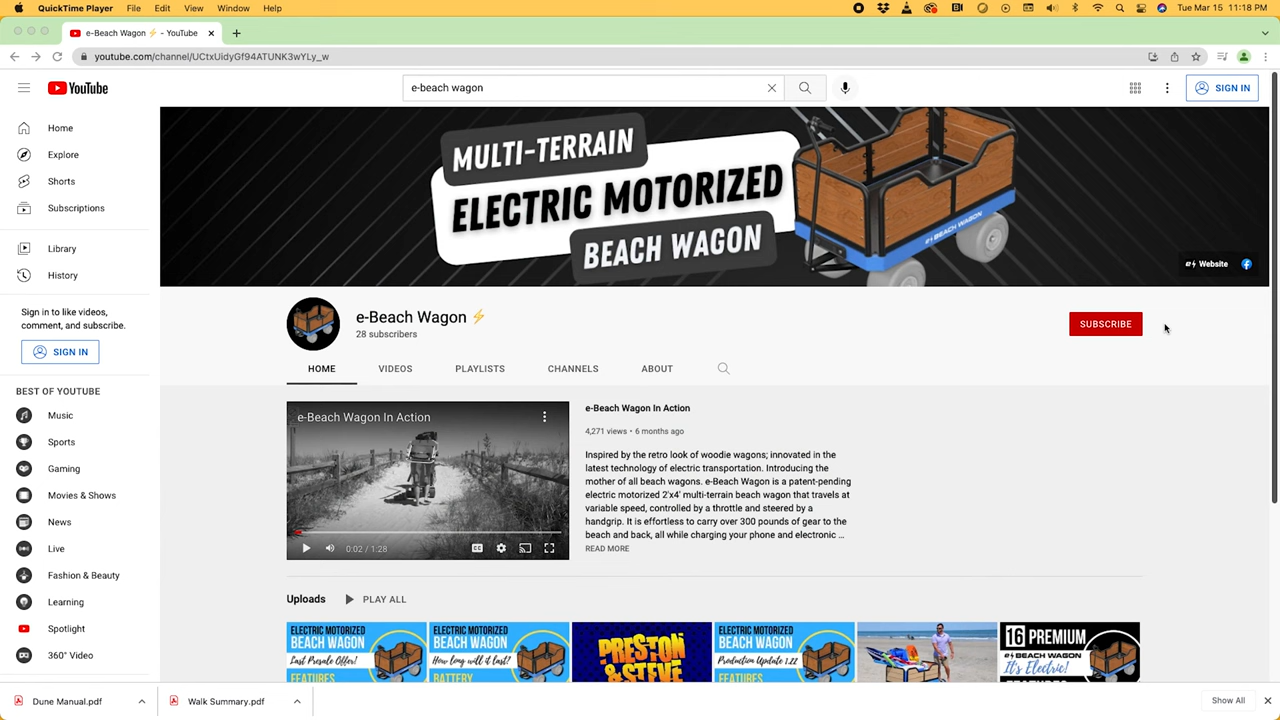 QuickTime Player File Edit View Window Help Tue Mar 15 11:18 PM
e-Beach Wagon⚡ - YouTube
youtube.com/channel/UCtxUidyGf94ATUNK3wYLy_w
YouTube
e-beach wagon
SIGN IN
Home
Explore
Shorts
Subscriptions
Library
History
Sign in to like videos,
comment, and subscribe.
SIGN IN
BEST OF YOUTUBE
Music
Sports
Gaming
Movies & Shows
News
Live
Fashion & Beauty
Learning
Spotlight
360° Video
MULTI-TERRAIN
ELECTRIC MOTORIZED
BEACH WAGON
e⚡BEACH WAGON
Website
e-Beach Wagon ⚡
28 subscribers
SUBSCRIBE
HOME VIDEOS PLAYLISTS CHANNELS ABOUT
e-Beach Wagon In Action
0:02 / 1:28
e-Beach Wagon In Action
4,271 views • 6 months ago
Inspired by the retro look of woodie wagons; innovated in the
latest technology of electric transportation. Introducing the
mother of all beach wagons. e-Beach Wagon is a patent-pending
electric motorized 2'x4' multi-terrain beach wagon that travels at
variable speed, controlled by a throttle and steered by a
handgrip. It is effortless to carry over 300 pounds of gear to the
beach and back, all while charging your phone and electronic ...
READ MORE
Uploads PLAY ALL
ELECTRIC MOTORIZED
BEACH WAGON
Last Presale Offer!
FEATURES
ELECTRIC MOTORIZED
BEACH WAGON
How long will it last?
BATTERY
PRESTON
& STEVE
ELECTRIC MOTORIZED
BEACH WAGON
Production Update 1.22
FEATURES
16 PREMIUM
e⚡BEACH WAGON
It's Electric!
FEATURES
Dune Manual.pdf
Walk Summary.pdf
Show All